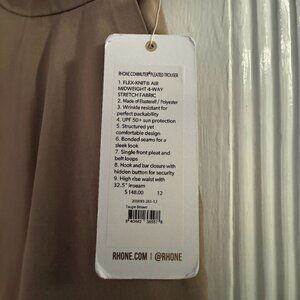 RHONE COMMUTER® PLEATED TROUSER
1. FLEX-KNIT® AIR
MIDWEIGHT 4-WAY
STRETCH FABRIC
2. Made of Elasterell / Polyester
3. Wrinkle resistant for
perfect packability
4. UPF 50+ sun protection
5. Structured yet
comfortable design
6. Bonded seams for a
sleek look
7. Single front pleat and
belt loops
8. Hook and bar closure with
hidden button for security
9. High rise waist with
32.5" inseam
$ 148.00 12
Taupe Brown
RHONE.COM | @RHONE